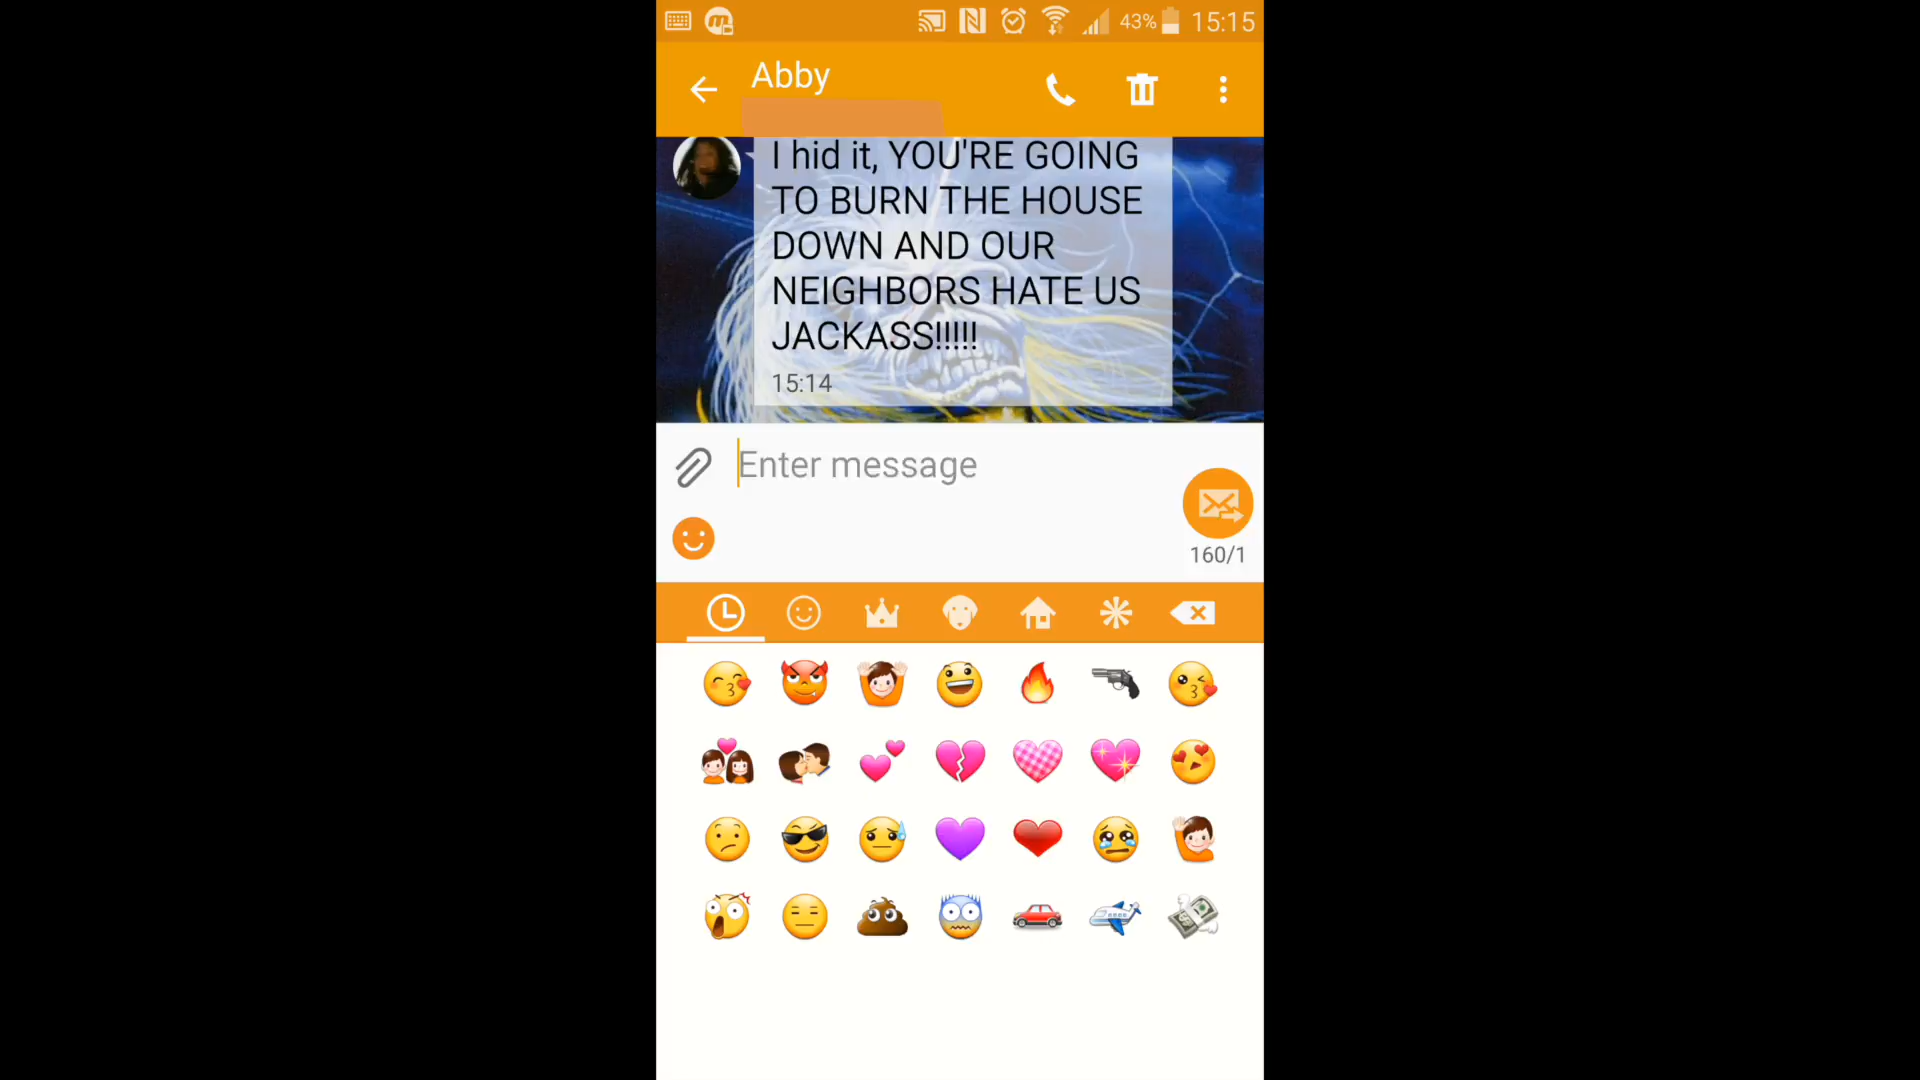 43% 15:15
Abby
I hid it, YOU'RE GOING
TO BURN THE HOUSE
DOWN AND OUR
NEIGHBORS HATE US
JACKASS!!!!!
15:14
Enter message
160/1